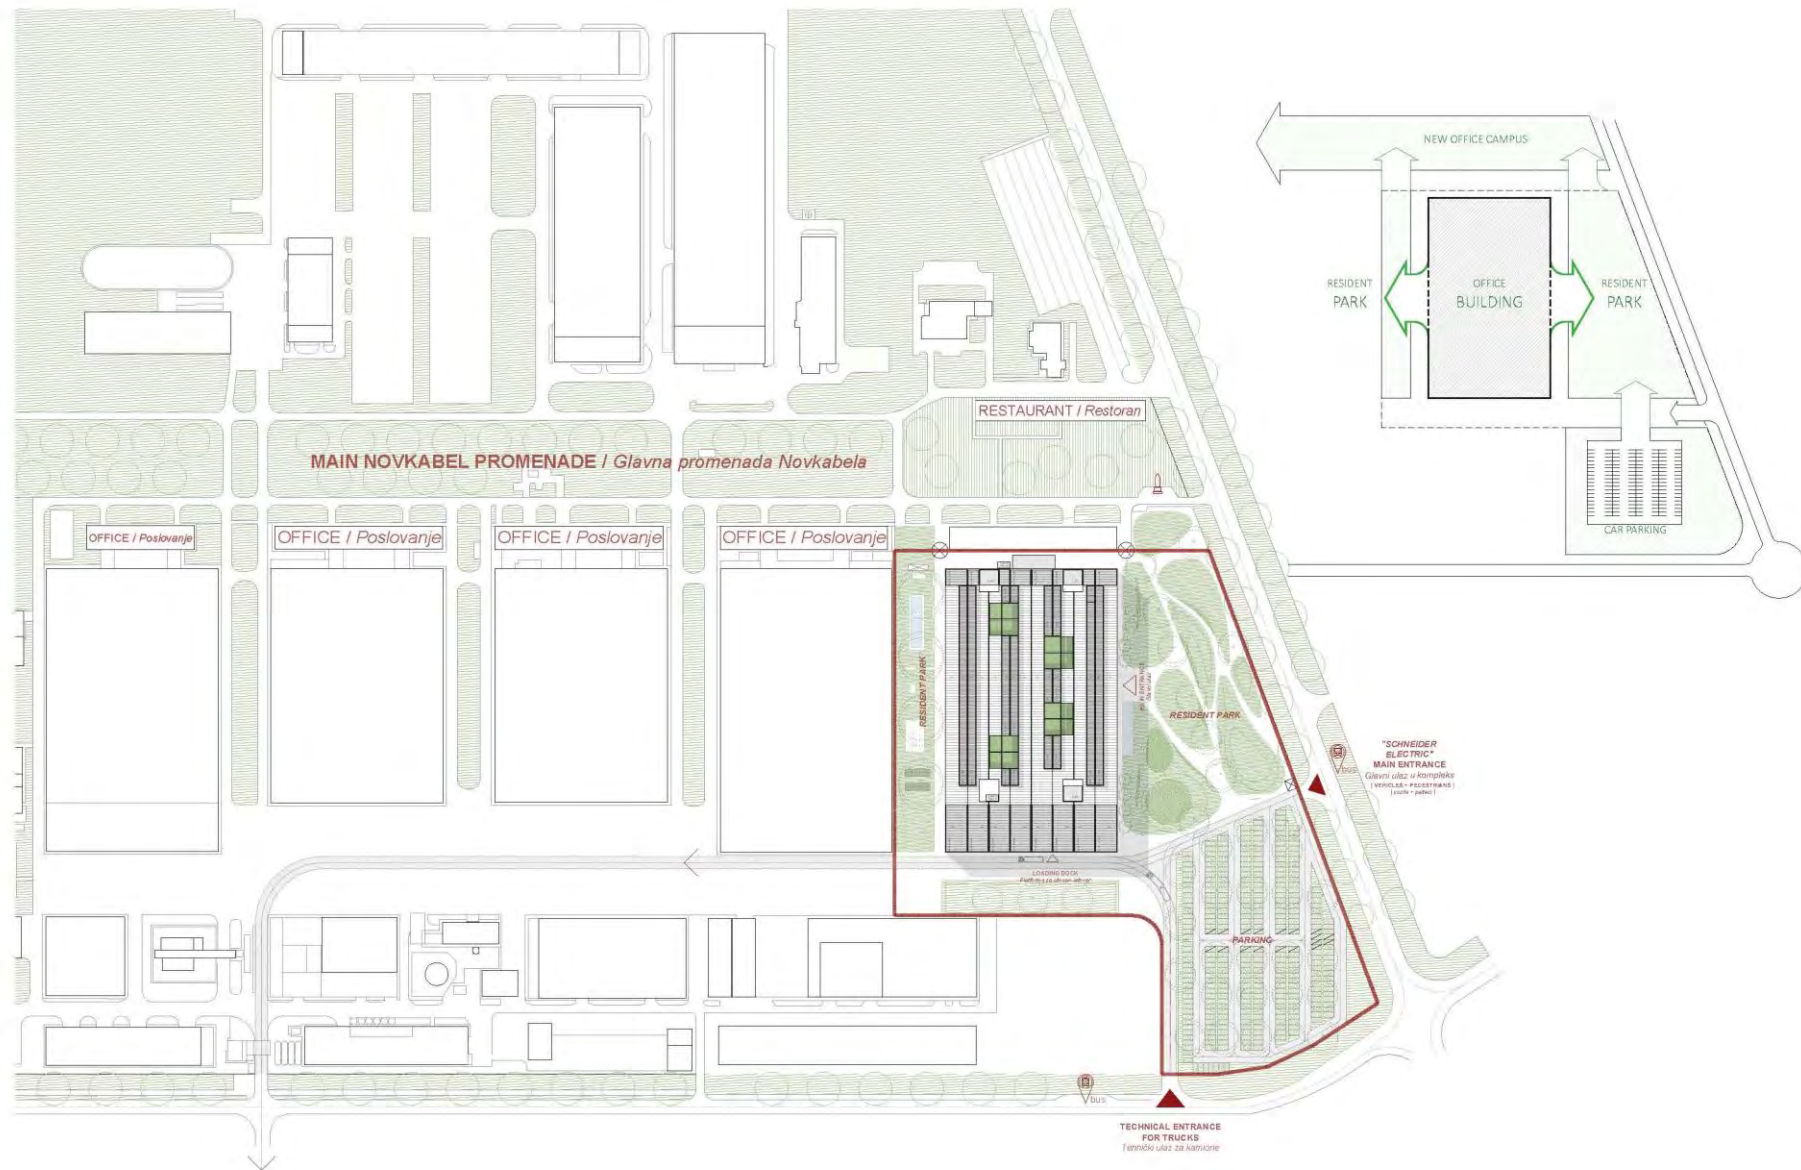 NEW OFFICE CAMPUS
RESIDENT
PARK
OFFICE
BUILDING
RESIDENT
PARK
CAR PARKING
RESTAURANT / Restoran
MAIN NOVKABEL PROMENADE / Glavna promenada Novkabela
OFFICE / Poslovanje
OFFICE / Poslovanje
OFFICE / Poslovanje
OFFICE / Poslovanje
RESIDENT PARK
RESIDENT PARK
"SCHNEIDER
ELECTRIC"
MAIN ENTRANCE
Glavni ulaz u kompleks
( VEHICLES + PEDESTRIANS )
bus
LOADING DOCK
PARKING
bus
TECHNICAL ENTRANCE
FOR TRUCKS
Tehnički ulaz za kamione